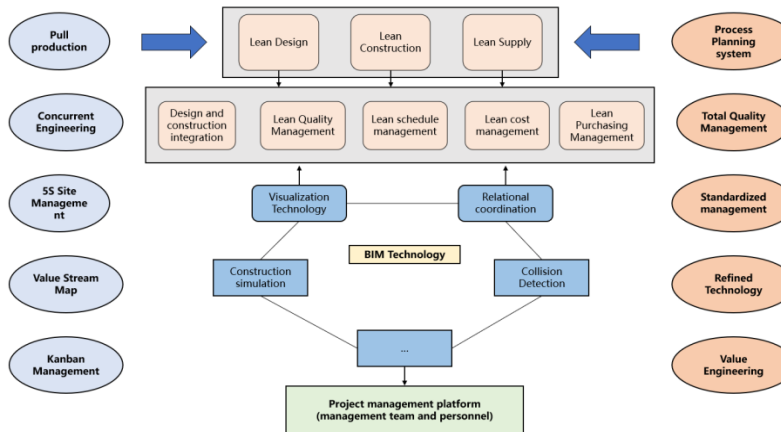 Pull
production
Lean Design
Lean
Construction
Lean Supply
Process
Planning
system
Concurrent
Engineering
Design and
construction
integration
Lean Quality
Management
Lean schedule
management
Lean cost
management
Lean
Purchasing
Management
Total Quality
Management
5S Site
Manageme
nt
Visualization
Technology
Relational
coordination
Standardized
management
BIM Technology
Value Stream
Map
Construction
simulation
Collision
Detection
Refined
Technology
Kanban
Management
...
Value
Engineering
Project management platform
(management team and personnel)